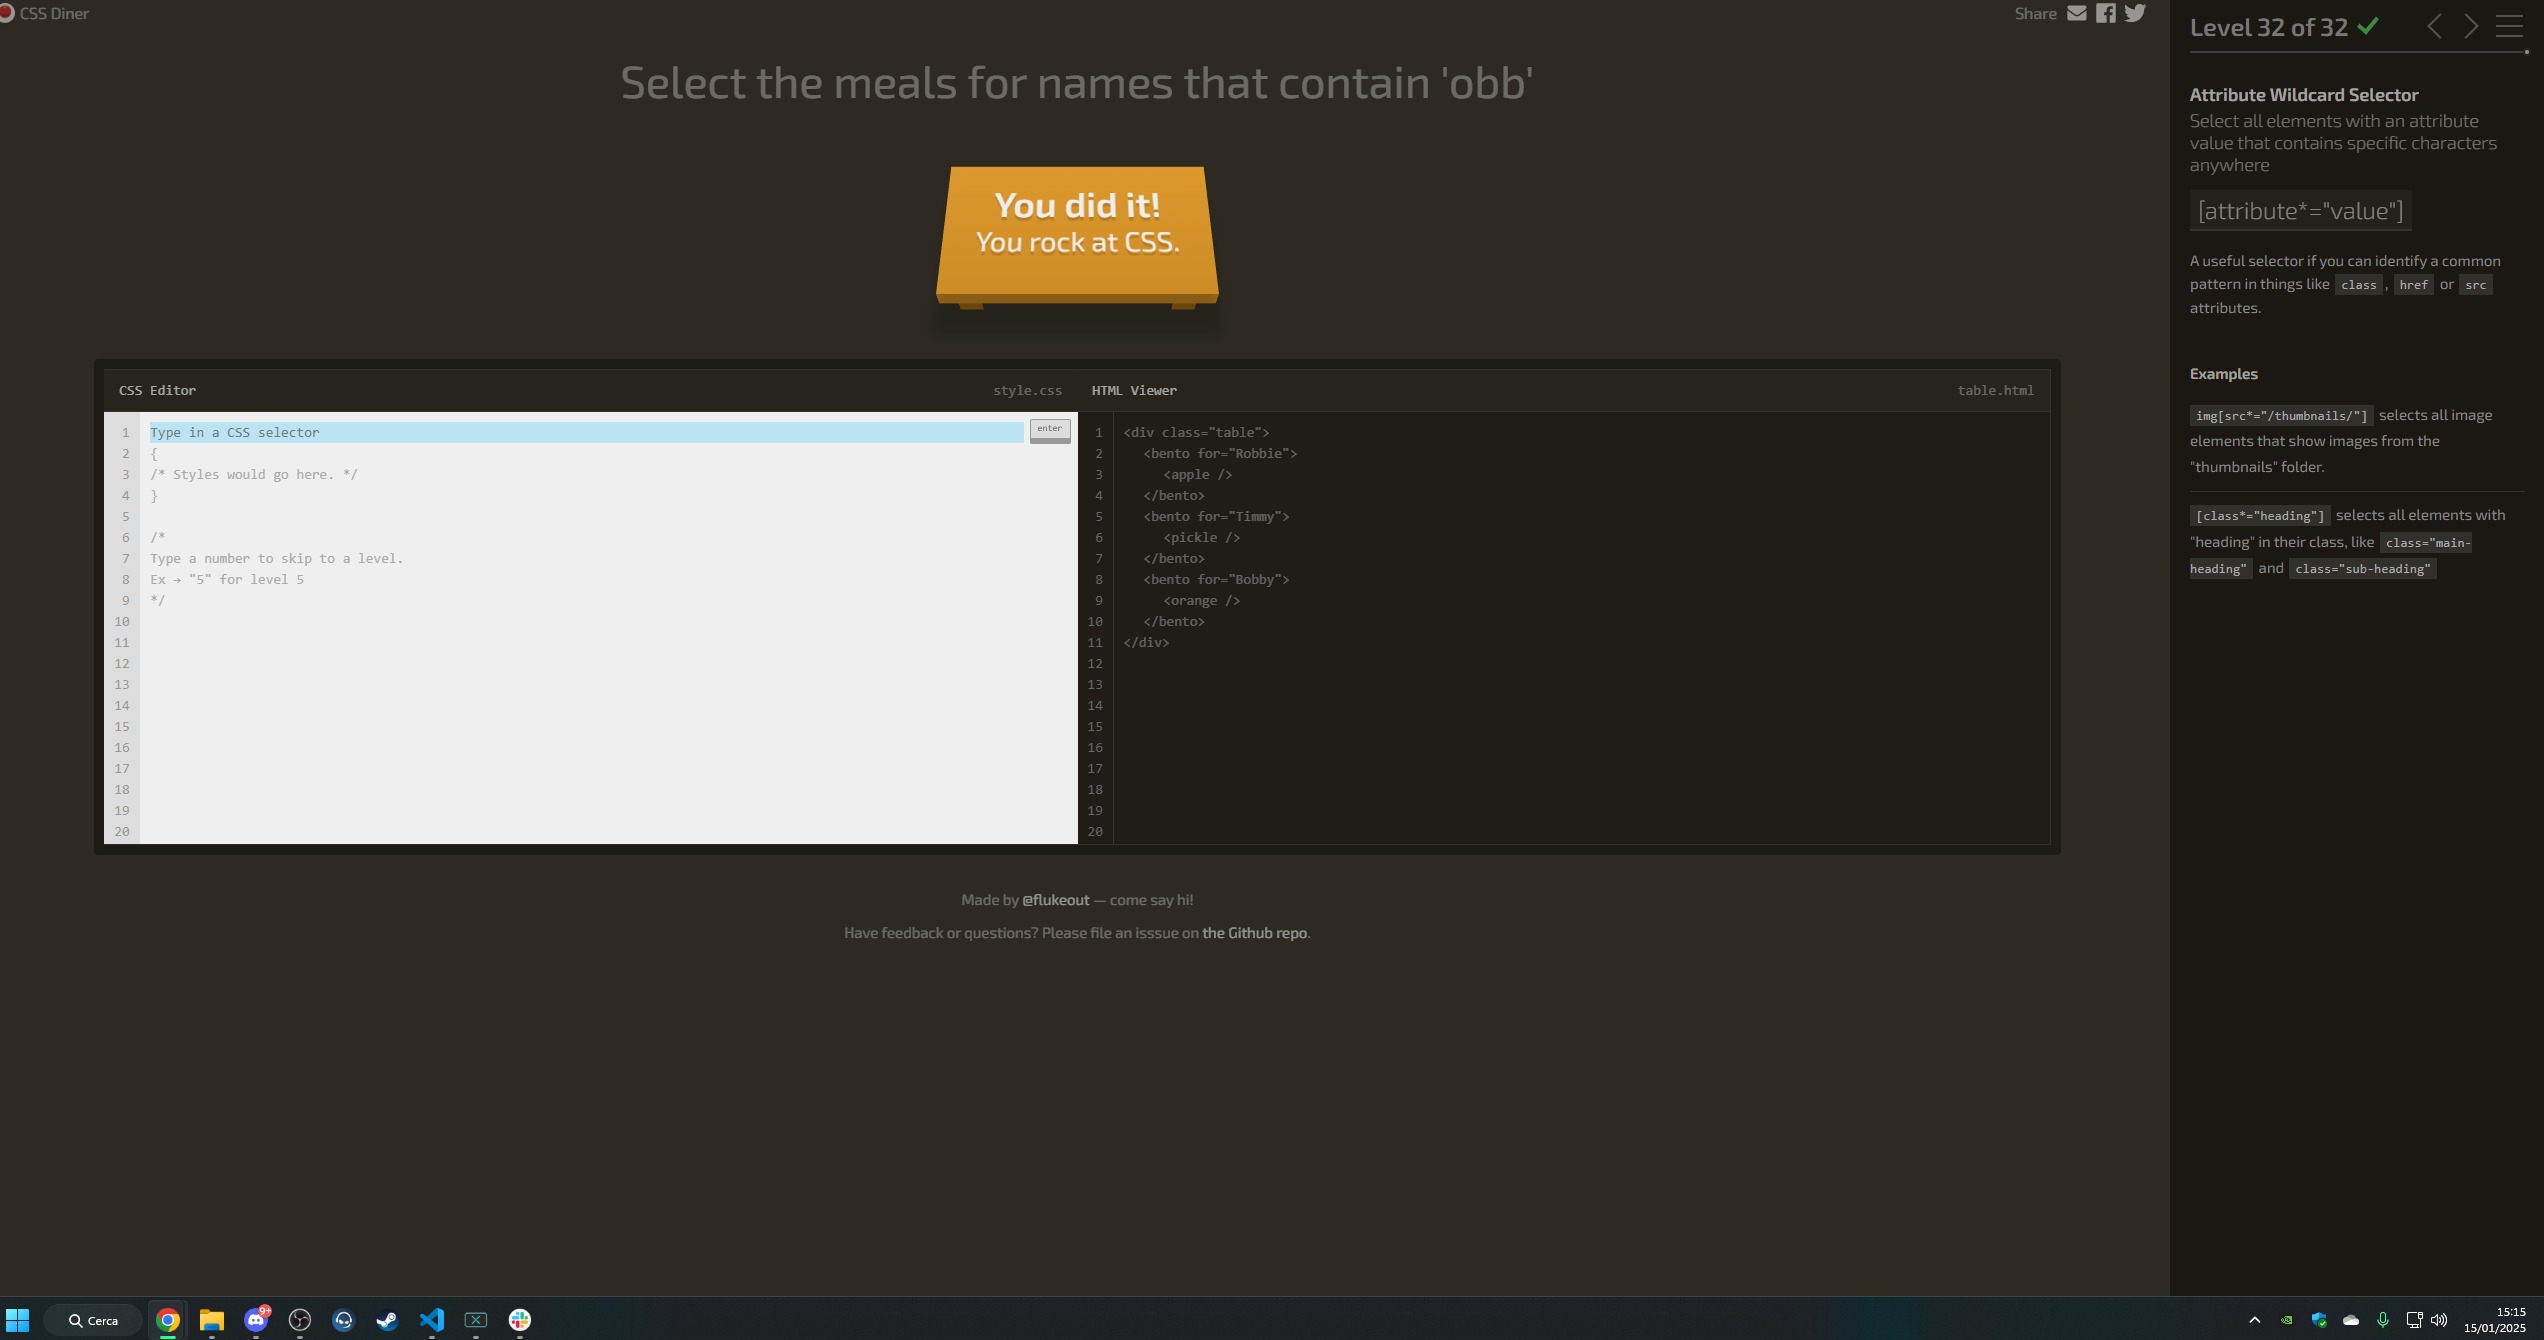 CSS Diner
Share
Select the meals for names that contain 'obb'
You did it!
You rock at CSS.
CSS Editor
style.css
1 Type in a CSS selector
enter
2 {
3 /* Styles would go here. */
4 }
5
6 /*
7 Type a number to skip to a level.
8 Ex → "5" for level 5
9 */
10
11
12
13
14
15
16
17
18
19
20
HTML Viewer
table.html
1 <div class="table">
2 <bento for="Robbie">
3 <apple />
4 </bento>
5 <bento for="Timmy">
6 <pickle />
7 </bento>
8 <bento for="Bobby">
9 <orange />
10 </bento>
11 </div>
12
13
14
15
16
17
18
19
20
Made by @flukeout — come say hi!
Have feedback or questions? Please file an isssue on the Github repo.
Level 32 of 32
Attribute Wildcard Selector
Select all elements with an attribute
value that contains specific characters
anywhere
[attribute*="value"]
A useful selector if you can identify a common
pattern in things like class , href or src
attributes.
Examples
img[src*="/thumbnails/"] selects all image
elements that show images from the
"thumbnails" folder.
[class*="heading"] selects all elements with
"heading" in their class, like class="main-
heading" and class="sub-heading"
Cerca
9+
15:15
15/01/2025